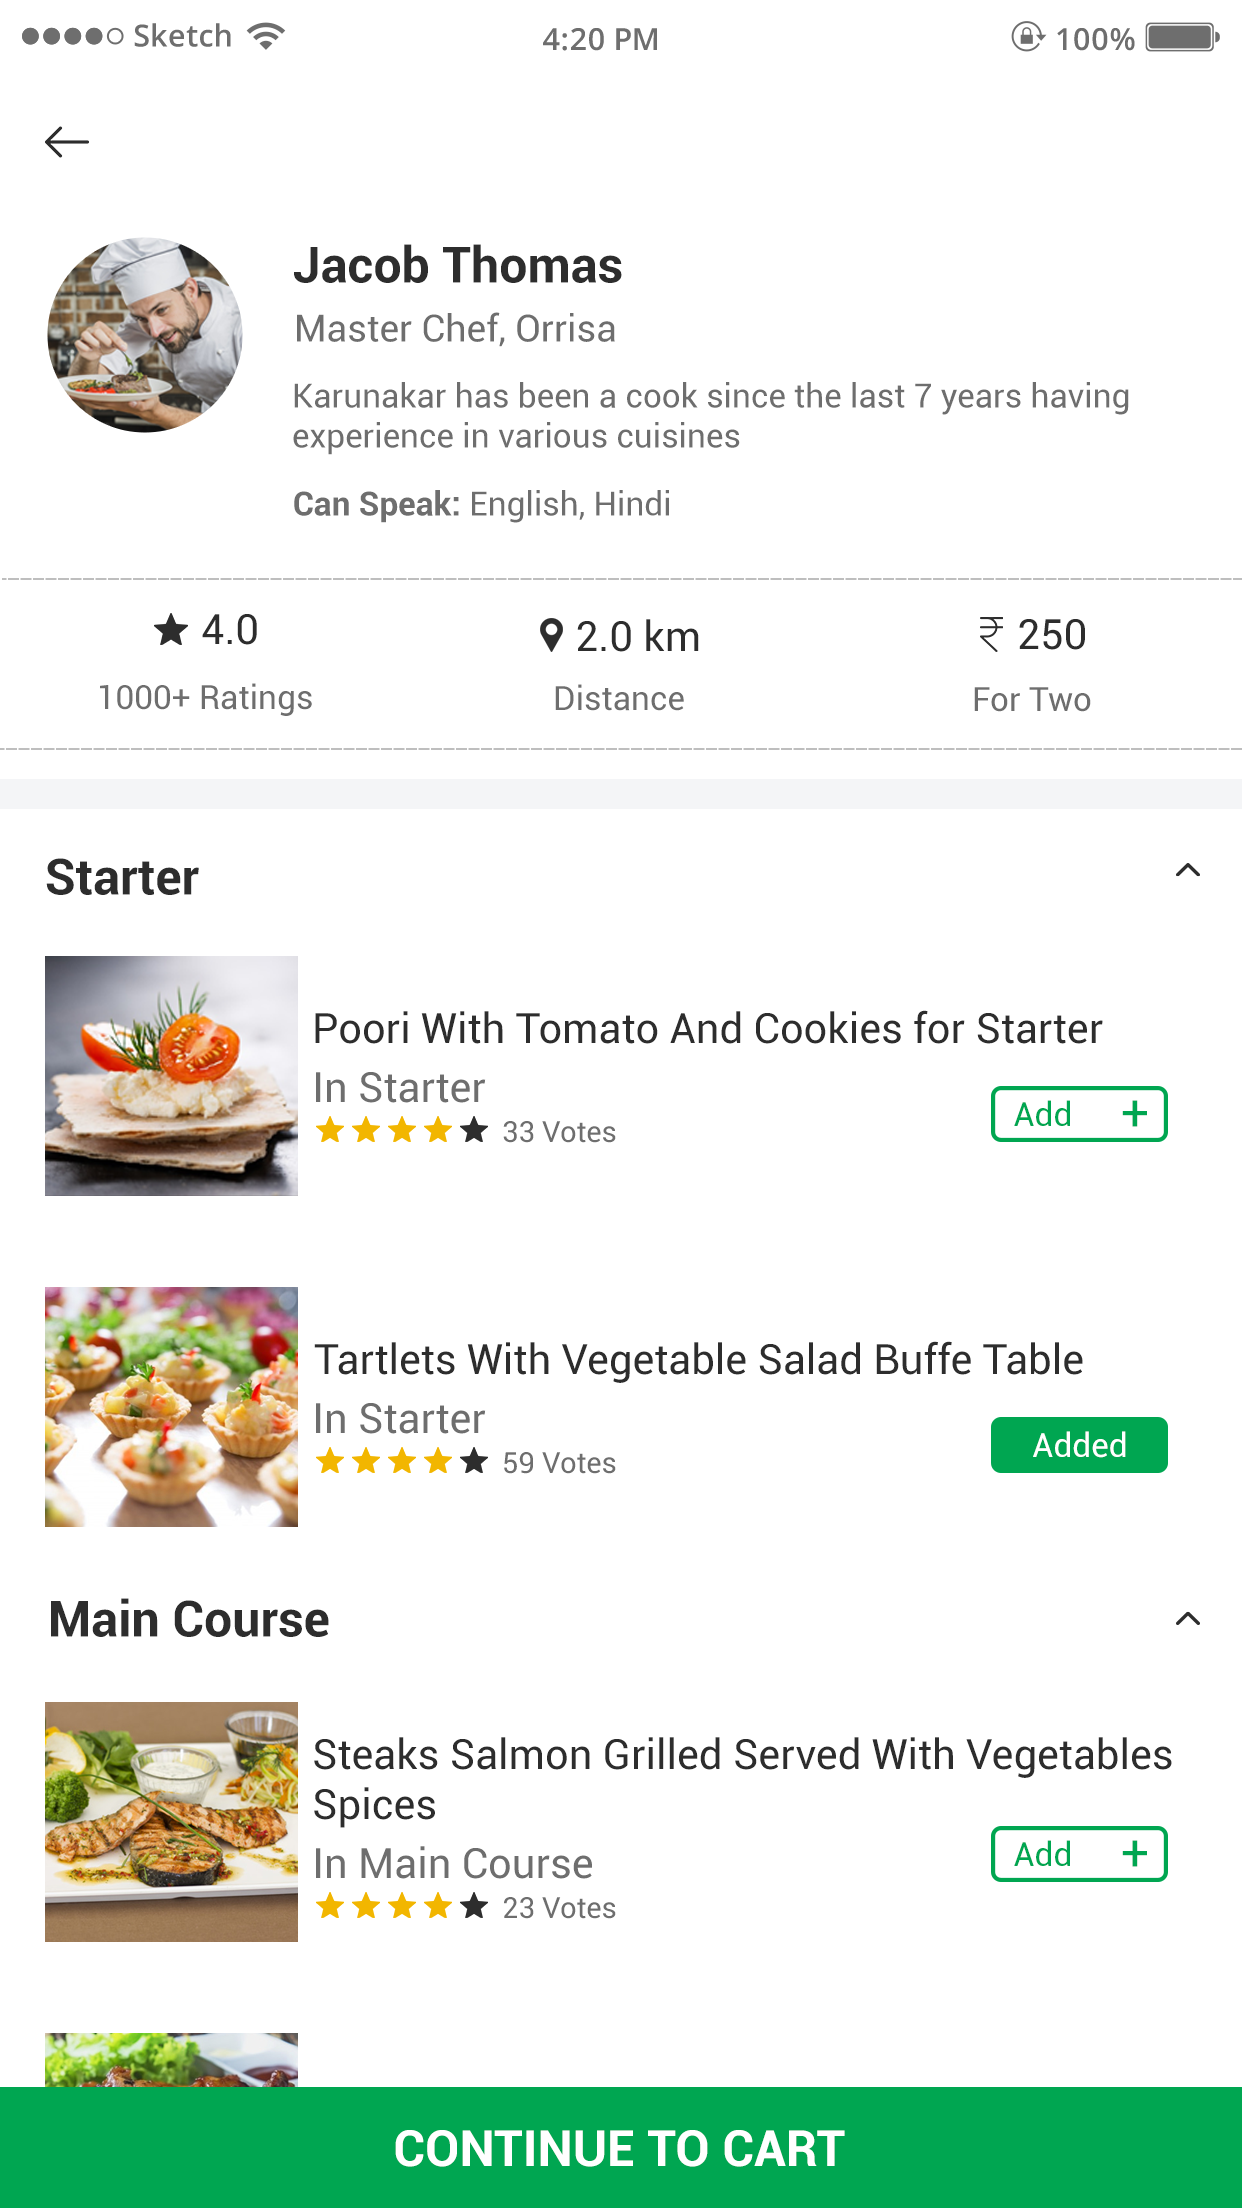 Sketch
4:20 PM
100%
Jacob Thomas
Master Chef, Orrisa
Karunakar has been a cook since the last 7 years having
experience in various cuisines
Can Speak: English, Hindi
4.0
2.0 km
₹ 250
1000+ Ratings
Distance
For Two
Starter
Poori With Tomato And Cookies for Starter
In Starter
33 Votes
Add +
Tartlets With Vegetable Salad Buffe Table
In Starter
59 Votes
Added
Main Course
Steaks Salmon Grilled Served With Vegetables
Spices
In Main Course
23 Votes
Add +
CONTINUE TO CART